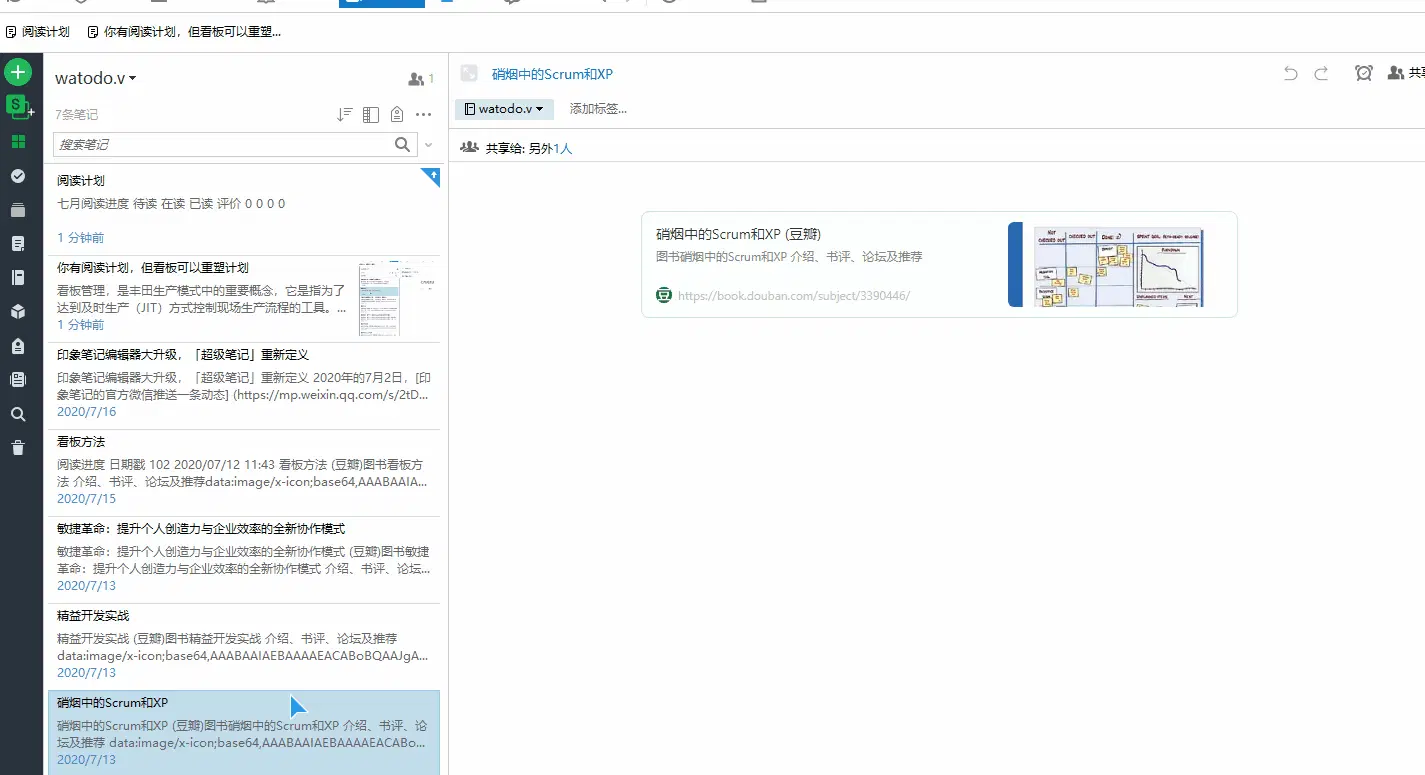 阅读计划
你有阅读计划，但看板可以重塑...
watodo.v
1
7条笔记
搜索笔记
阅读计划
七月阅读进度 待读 在读 已读 评价 0 0 0 0
1 分钟前
你有阅读计划，但看板可以重塑计划
看板管理，是丰田生产模式中的重要概念，它是指为了
达到及时生产（JIT）方式控制现场生产流程的工具。...
1 分钟前
印象笔记编辑器大升级，「超级笔记」重新定义
印象笔记编辑器大升级，「超级笔记」重新定义 2020年的7月2日，[印
象笔记的官方微信推送一条动态] (https://mp.weixin.qq.com/s/2tD...
2020/7/16
看板方法
阅读进度 日期戳 102 2020/07/12 11:43 看板方法 (豆瓣)图书看板方
法 介绍、书评、论坛及推荐data:image/x-icon;base64,AAABAAIA...
2020/7/15
敏捷革命：提升个人创造力与企业效率的全新协作模式
敏捷革命：提升个人创造力与企业效率的全新协作模式 (豆瓣)图书敏捷
革命：提升个人创造力与企业效率的全新协作模式 介绍、书评、论坛...
2020/7/13
精益开发实战
精益开发实战 (豆瓣)图书精益开发实战 介绍、书评、论坛及推荐
data:image/x-icon;base64,AAABAAIAEBAAAAEACABoBQAAJgA...
2020/7/13
硝烟中的Scrum和XP
硝烟中的Scrum和XP (豆瓣)图书硝烟中的Scrum和XP 介绍、书评、论
坛及推荐 data:image/x-icon;base64,AAABAAIAEBAAAAEACABo...
2020/7/13
硝烟中的Scrum和XP
共享
watodo.v
添加标签...
共享给: 另外1人
硝烟中的Scrum和XP (豆瓣)
图书硝烟中的Scrum和XP 介绍、书评、论坛及推荐
豆
https://book.douban.com/subject/3390446/
NOT CHECKED OUT
CHECKED OUT
DONE! :)